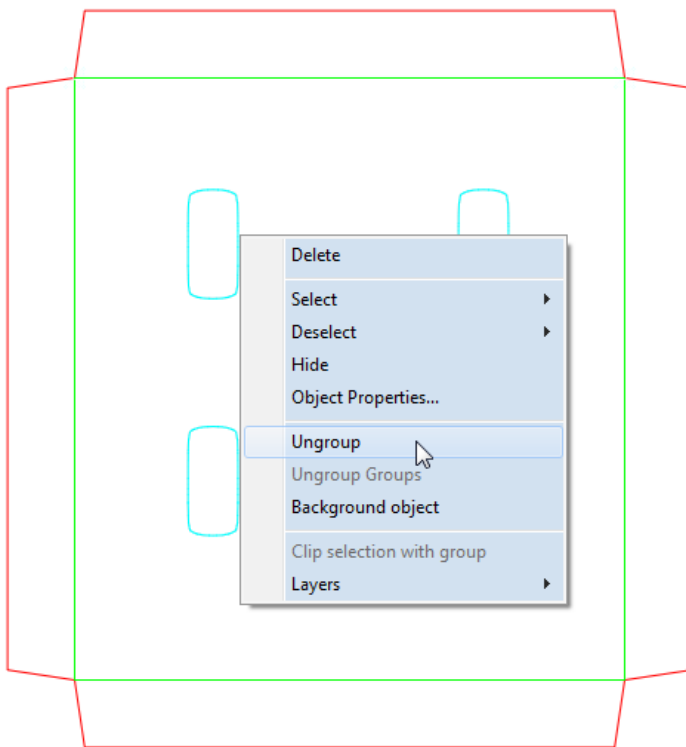 Delete
Select
Deselect
Hide
Object Properties...
Ungroup
Ungroup Groups
Background object
Clip selection with group
Layers